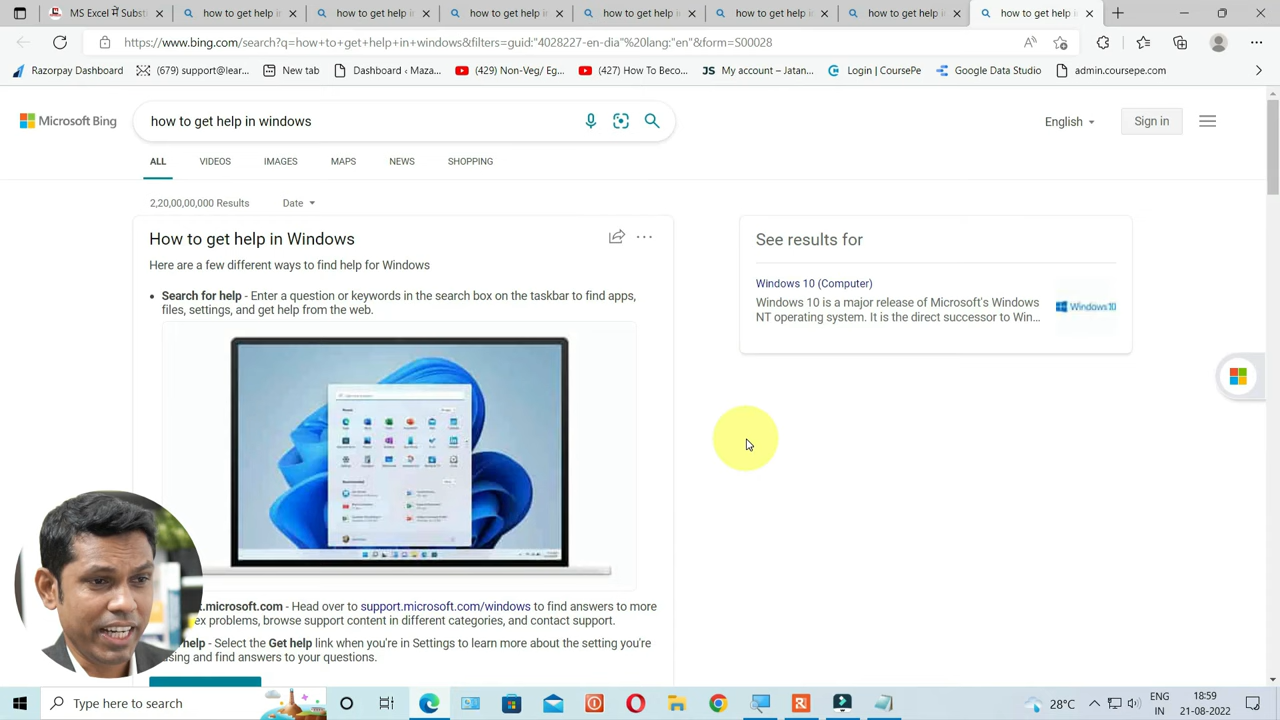 MS Excel में Subst
how to get help in
how to get help in
how to get help in
how to get help in
how to get help in
how to get help in
how to get help in
https://www.bing.com/search?q=how+to+get+help+in+windows&filters=guid:"4028227-en-dia"%20lang:"en"&form=S00028
Razorpay Dashboard
(679) support@lear...
New tab
Dashboard ‹ Maza...
(429) Non-Veg/ Eg...
(427) How To Beco...
JS My account – Jatan...
Login | CoursePe
Google Data Studio
admin.coursepe.com
Microsoft Bing
how to get help in windows
English
Sign in
ALL VIDEOS IMAGES MAPS NEWS SHOPPING
2,20,00,00,000 Results Date
How to get help in Windows
Here are a few different ways to find help for Windows
• Search for help - Enter a question or keywords in the search box on the taskbar to find apps,
files, settings, and get help from the web.
.microsoft.com - Head over to support.microsoft.com/windows to find answers to more
ex problems, browse support content in different categories, and contact support.
help - Select the Get help link when you're in Settings to learn more about the setting you're
using and find answers to your questions.
See results for
Windows 10 (Computer)
Windows 10 is a major release of Microsoft's Windows
NT operating system. It is the direct successor to Win...
Windows 10
Type here to search
28°C
ENG
IN
18:59
21-08-2022